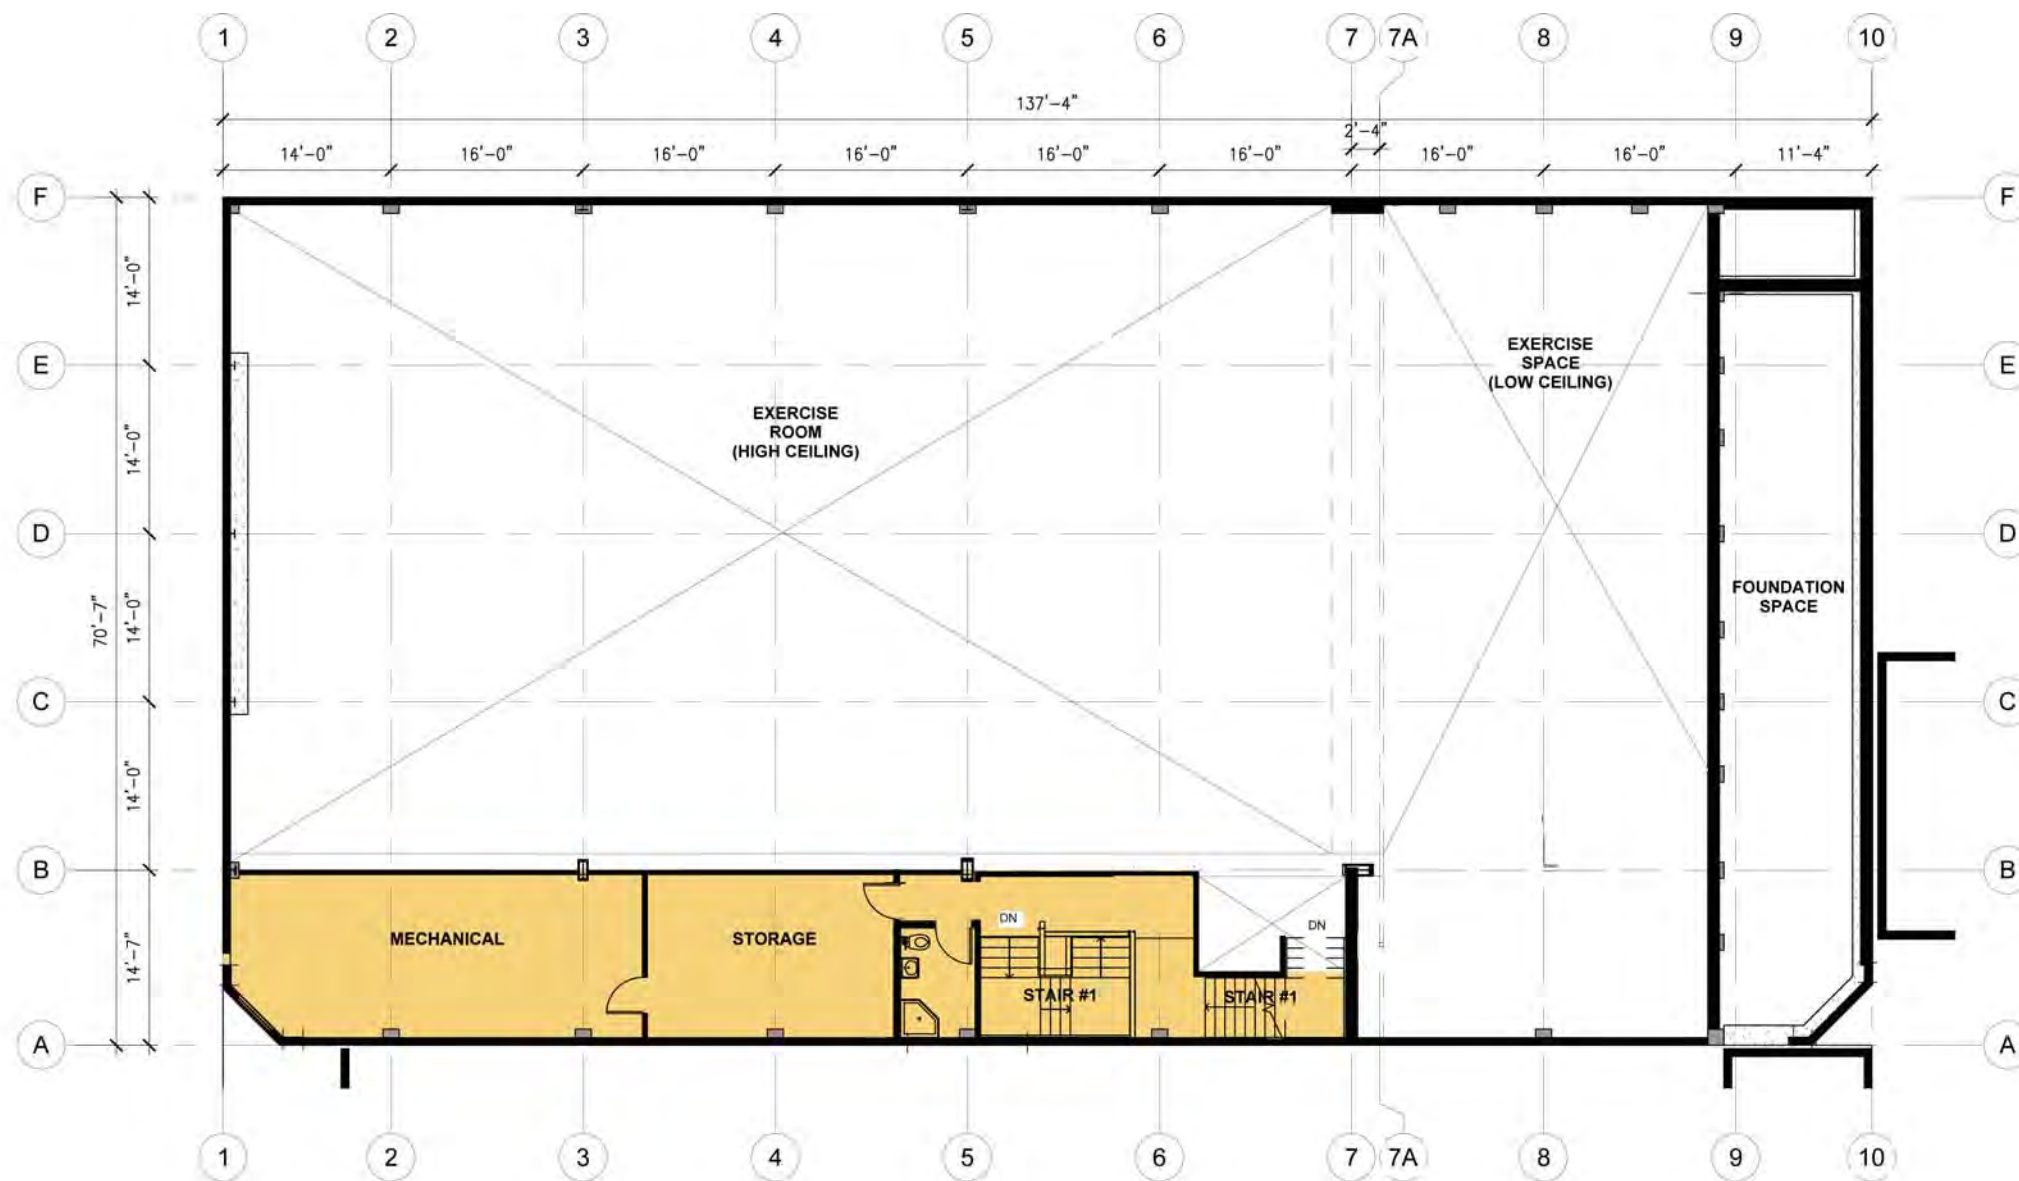 1 2 3 4 5 6 7 7A 8 9 10
137'-4"
2'-4"
14'-0" 16'-0" 16'-0" 16'-0" 16'-0" 16'-0" 16'-0" 16'-0" 11'-4"
F F
14'-0"
E E
EXERCISE
SPACE
(LOW CEILING)
EXERCISE
ROOM
(HIGH CEILING)
14'-0"
D D
FOUNDATION
SPACE
14'-0"
70'-7"
C C
14'-0"
B B
DN
DN
MECHANICAL
STORAGE
14'-7"
STAIR #1
STAIR #1
A A
1 2 3 4 5 6 7 7A 8 9 10